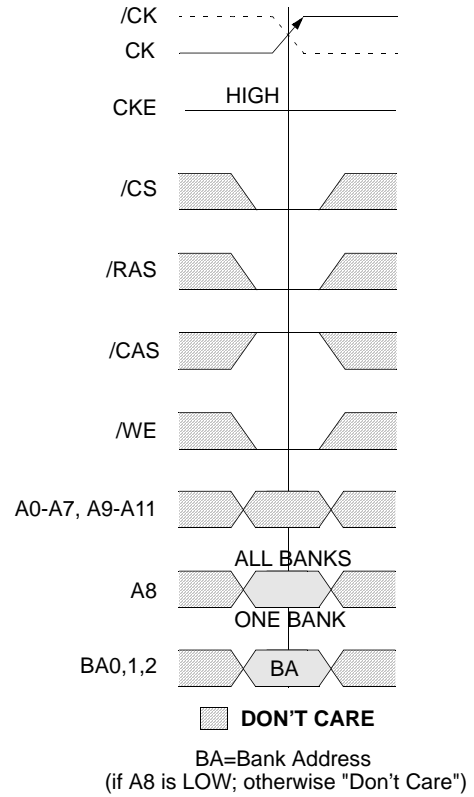 /CK
CK
CKE HIGH
/CS
/RAS
/CAS
/WE
A0-A7, A9-A11
ALL BANKS
A8
ONE BANK
BA0,1,2 BA
DON'T CARE
BA=Bank Address
(if A8 is LOW; otherwise "Don't Care")